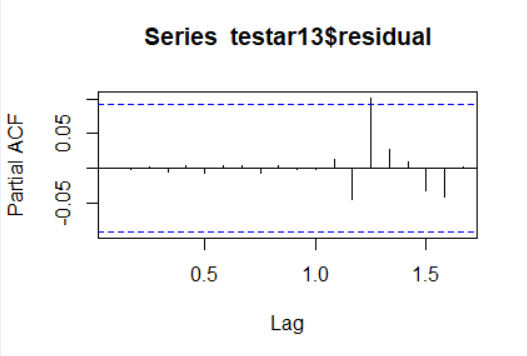 Series testar13$residual
Partial ACF
0.05
-0.05
0.5 1.0 1.5
Lag